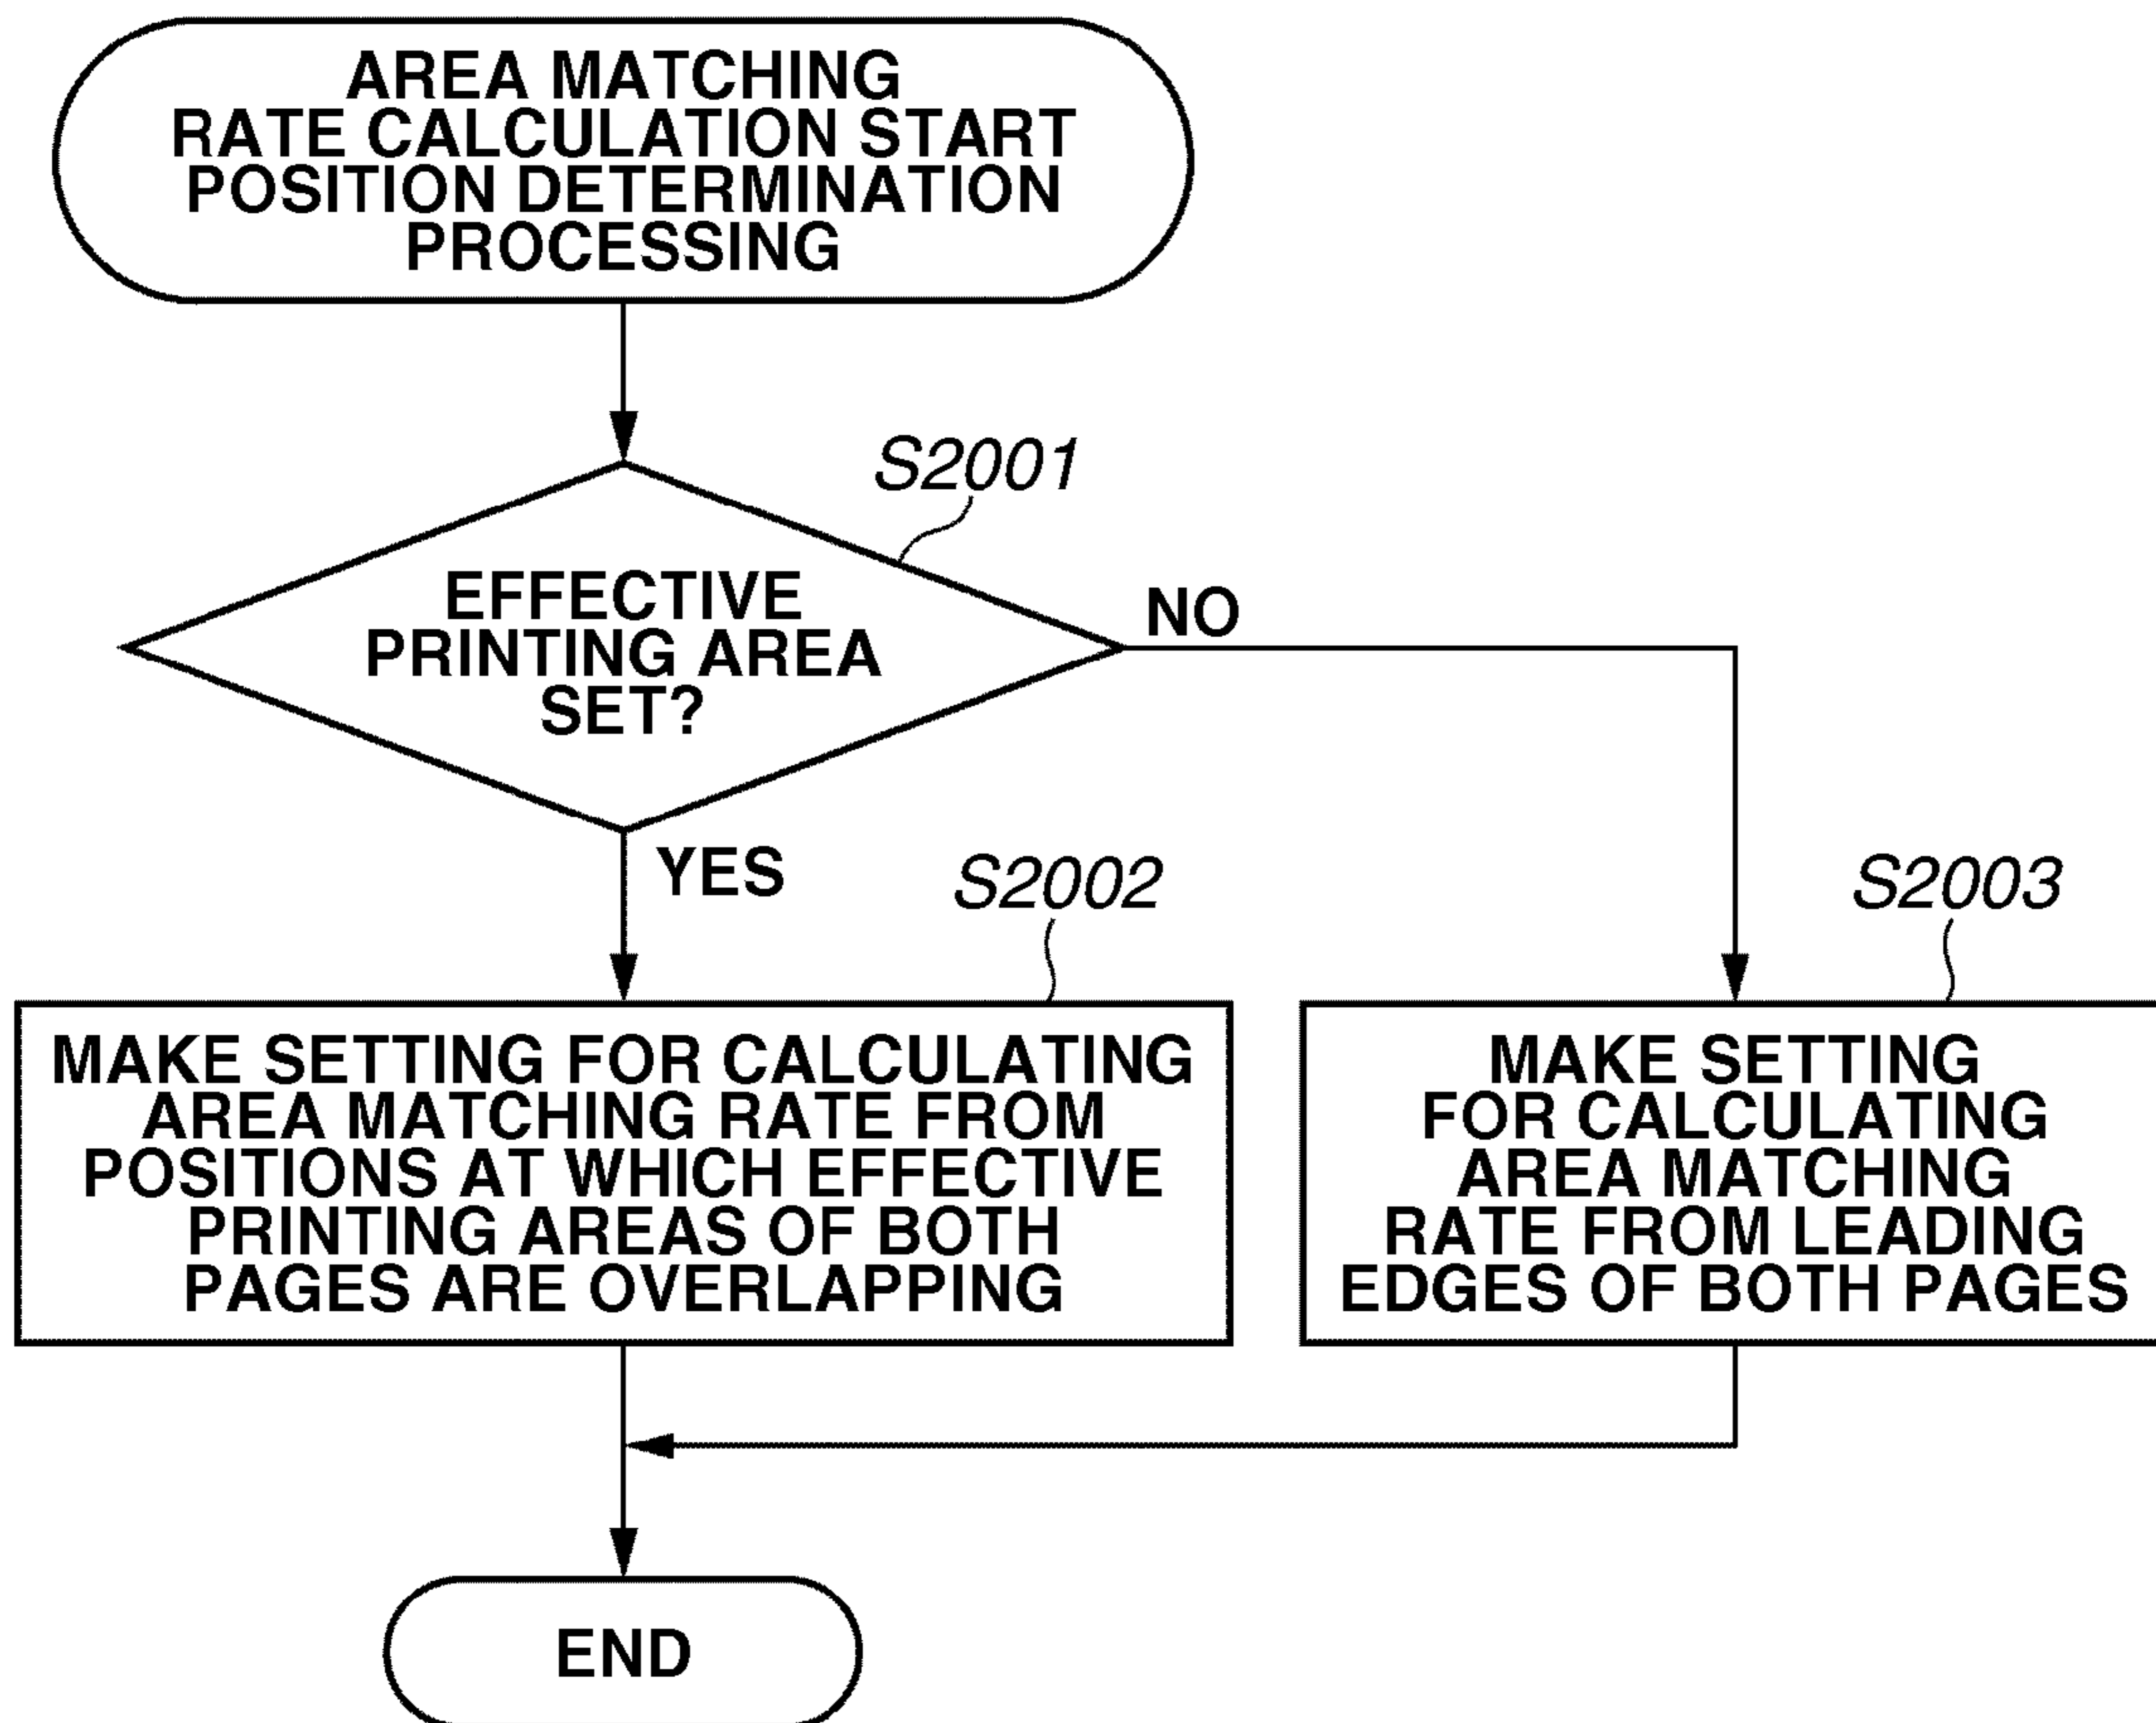 AREA MATCHING
RATE CALCULATION START
POSITION DETERMINATION
PROCESSING
S2001
EFFECTIVE
PRINTING AREA
SET?
NO
YES
S2002
MAKE SETTING FOR CALCULATING
AREA MATCHING RATE FROM
POSITIONS AT WHICH EFFECTIVE
PRINTING AREAS OF BOTH
PAGES ARE OVERLAPPING
S2003
MAKE SETTING
FOR CALCULATING
AREA MATCHING
RATE FROM LEADING
EDGES OF BOTH PAGES
END